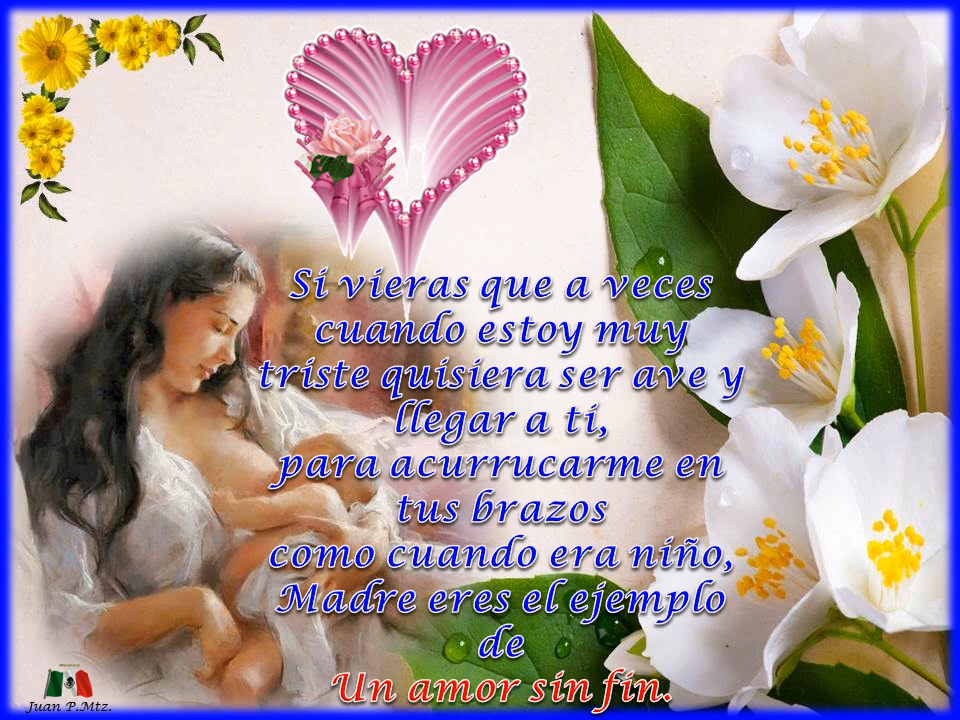 Si vieras que a veces
cuando estoy muy
triste quisiera ser ave y
llegar a ti,
para acurrucarme en
tus brazos
como cuando era niño,
Madre eres el ejemplo
de
Un amor sin fin.
Juan P.Mtz.